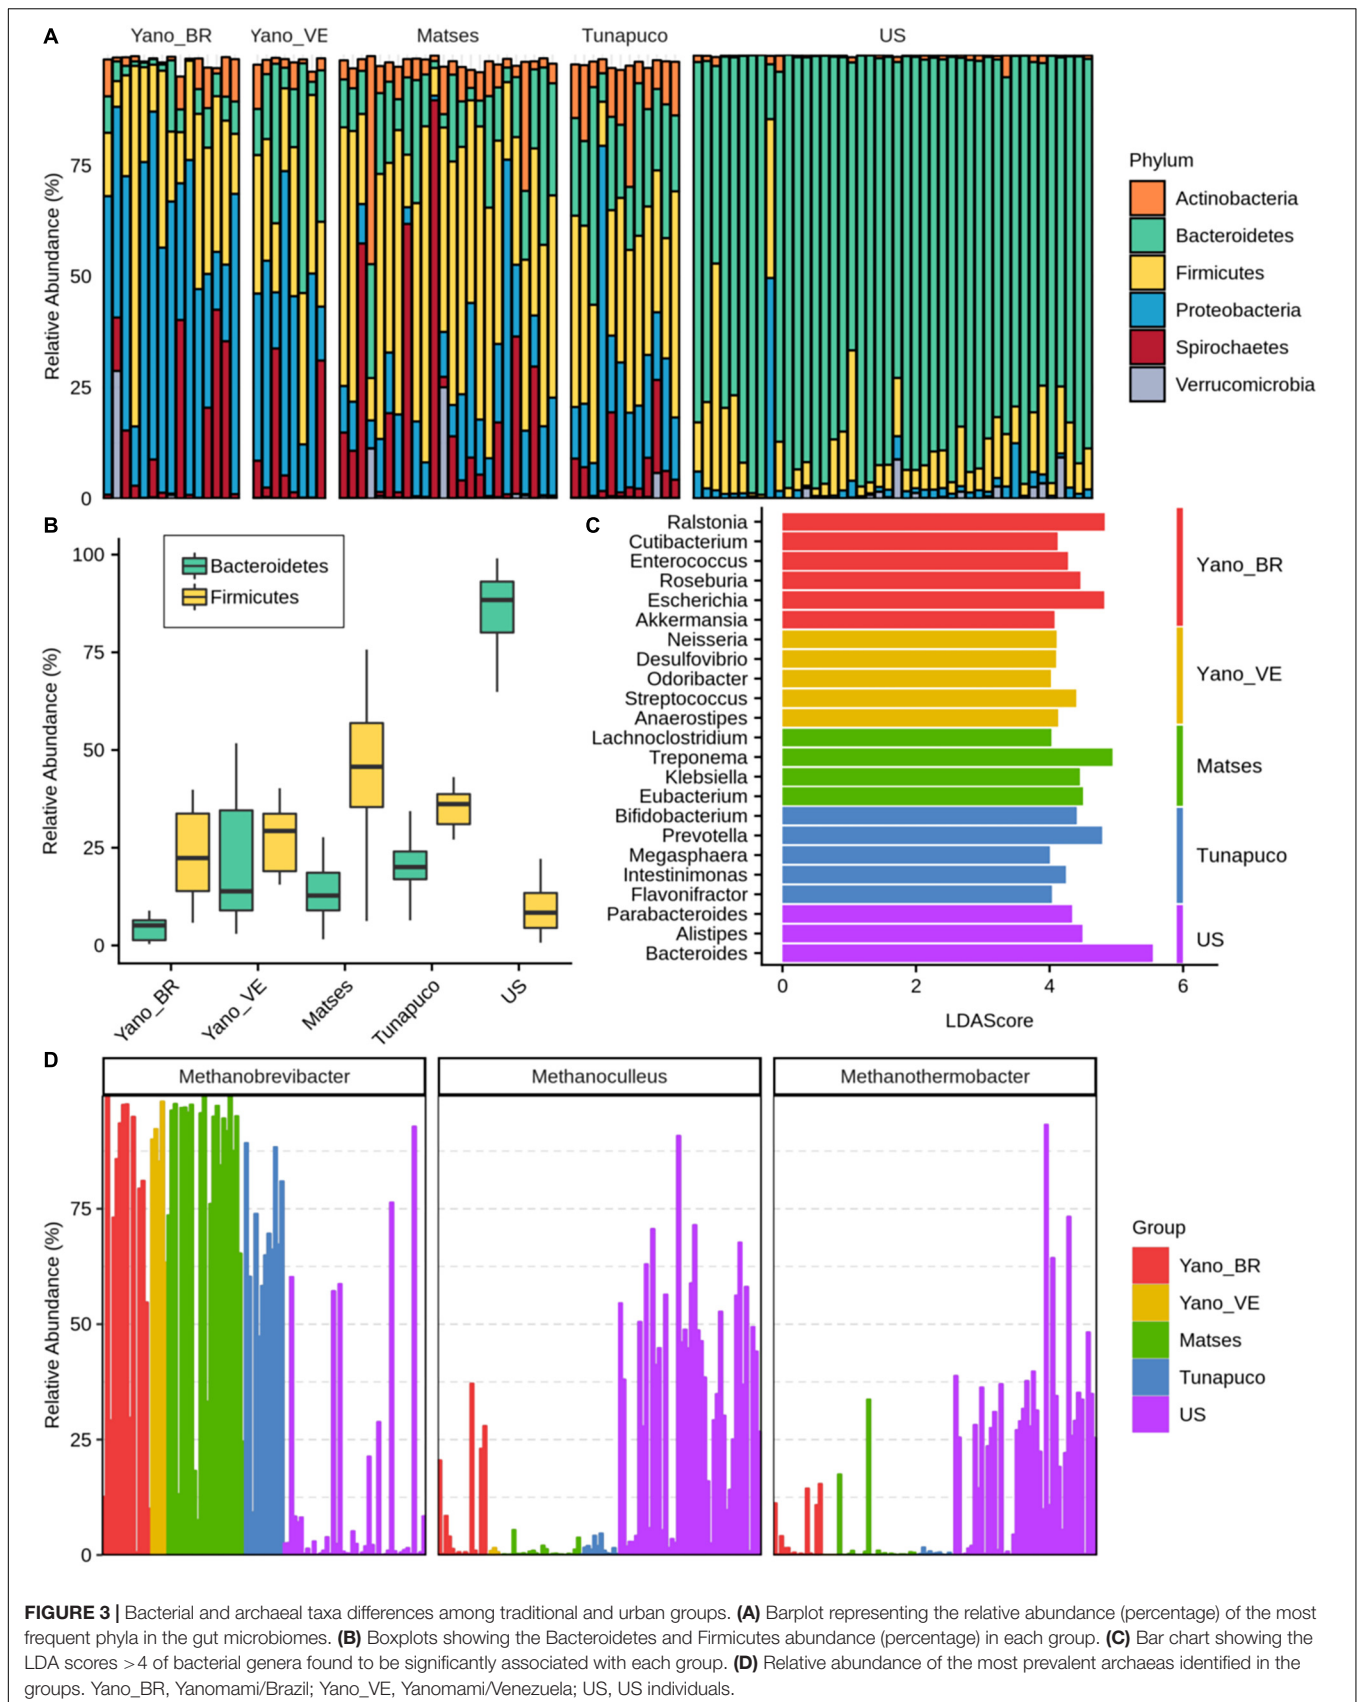 A
Yano_BR
Yano_VE
Matses
Tunapuco
US
Relative Abundance (%)
75
50
25
0
Phylum
Actinobacteria
Bacteroidetes
Firmicutes
Proteobacteria
Spirochaetes
Verrucomicrobia
B
Relative Abundance (%)
100
75
50
25
0
Bacteroidetes
Firmicutes
Yano_BR
Yano_VE
Matses
Tunapuco
US
C
Ralstonia
Cutibacterium
Enterococcus
Roseburia
Escherichia
Akkermansia
Neisseria
Desulfovibrio
Odoribacter
Streptococcus
Anaerostipes
Lachnoclostridium
Treponema
Klebsiella
Eubacterium
Bifidobacterium
Prevotella
Megasphaera
Intestinimonas
Flavonifractor
Parabacteroides
Alistipes
Bacteroides
Yano_BR
Yano_VE
Matses
Tunapuco
US
0 2 4 6
LDAScore
D
Methanobrevibacter
Methanoculleus
Methanothermobacter
Relative Abundance (%)
75
50
25
0
Group
Yano_BR
Yano_VE
Matses
Tunapuco
US
FIGURE 3 | Bacterial and archaeal taxa differences among traditional and urban groups. (A) Barplot representing the relative abundance (percentage) of the most
frequent phyla in the gut microbiomes. (B) Boxplots showing the Bacteroidetes and Firmicutes abundance (percentage) in each group. (C) Bar chart showing the
LDA scores >4 of bacterial genera found to be significantly associated with each group. (D) Relative abundance of the most prevalent archaeas identified in the
groups. Yano_BR, Yanomami/Brazil; Yano_VE, Yanomami/Venezuela; US, US individuals.